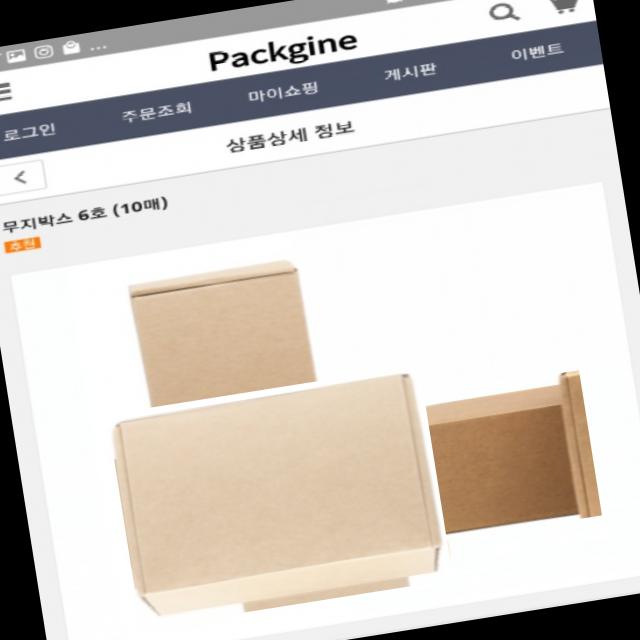 ...
Packgine
로그인 주문조회 마이쇼핑 게시판 이벤트
상품상세 정보
무지박스 6호 (10매)
추천